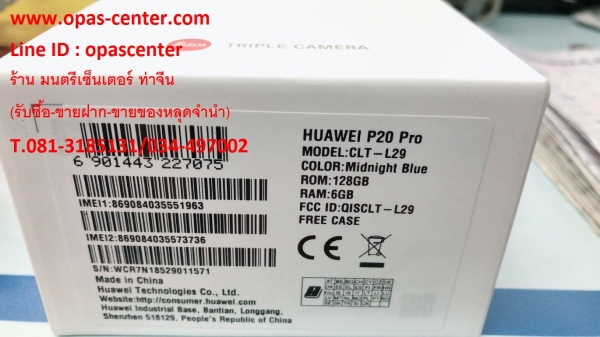 www.opas-center.com
Line ID : opascenter
Leica TRIPLE CAMERA
ร้าน มนตรีเซ็นเตอร์ ท่าจีน
(รับซื้อ-ขายฝาก-ขายของหลุดจำนำ)
T.081-3185131/034-497002
6 901443 227075
IMEI1:869084035551963
IMEI2:869084035573736
S/N:WCR7N18529011571
Made in China
Huawei Technologies Co., Ltd.
Website:http://consumer.huawei.com
Huawei Industrial Base, Bantian, Longgang,
Shenzhen 518129, People's Republic of China
HUAWEI P20 Pro
MODEL:CLT-L29
COLOR:Midnight Blue
ROM:128GB
RAM:6GB
FCC ID:QISCLT-L29
FREE CASE
CE